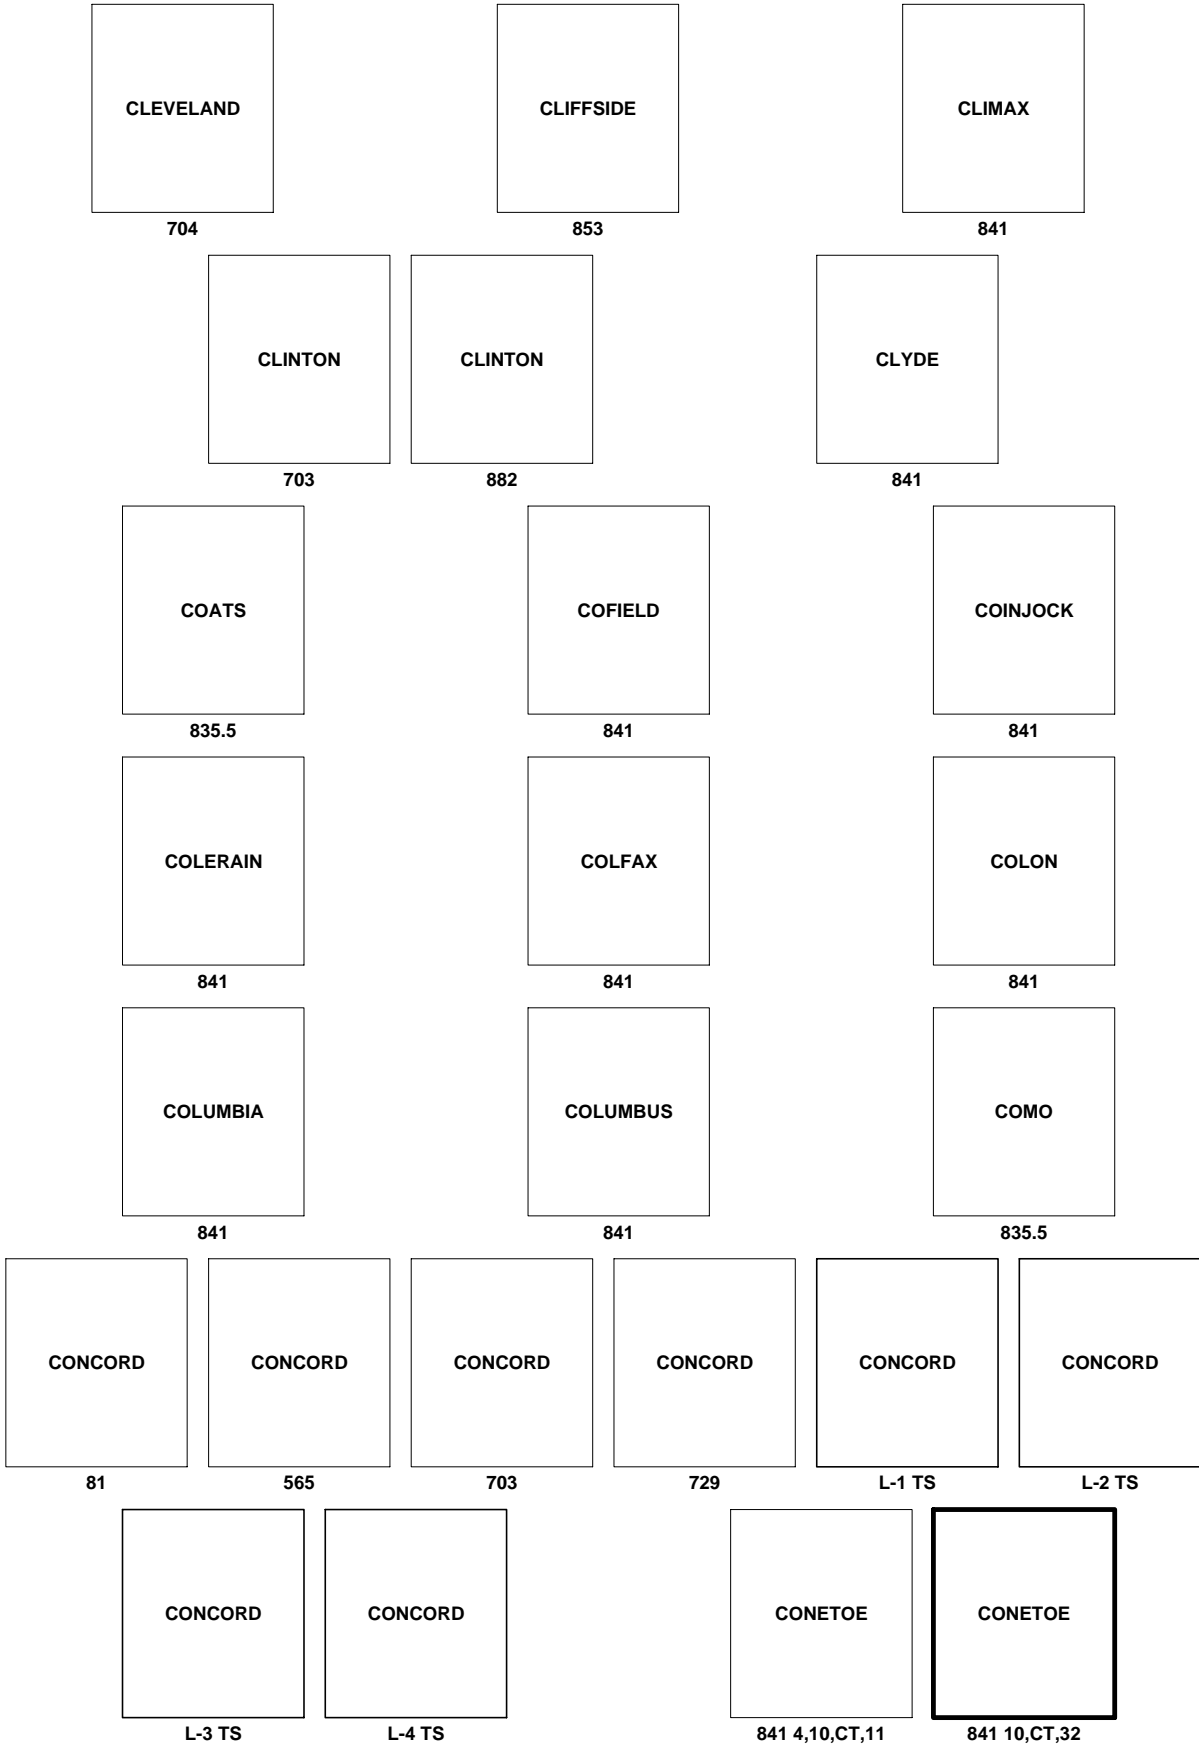 CLEVELAND CLIFFSIDE CLIMAX
704 853 841
CLINTON CLINTON CLYDE
703 882 841
COATS COFIELD COINJOCK
835.5 841 841
COLERAIN COLFAX COLON
841 841 841
COLUMBIA COLUMBUS COMO
841 841 835.5
CONCORD CONCORD CONCORD CONCORD CONCORD CONCORD
81 565 703 729 L-1 TS L-2 TS
CONCORD CONCORD CONETOE CONETOE
L-3 TS L-4 TS 841 4,10,CT,11 841 10,CT,32